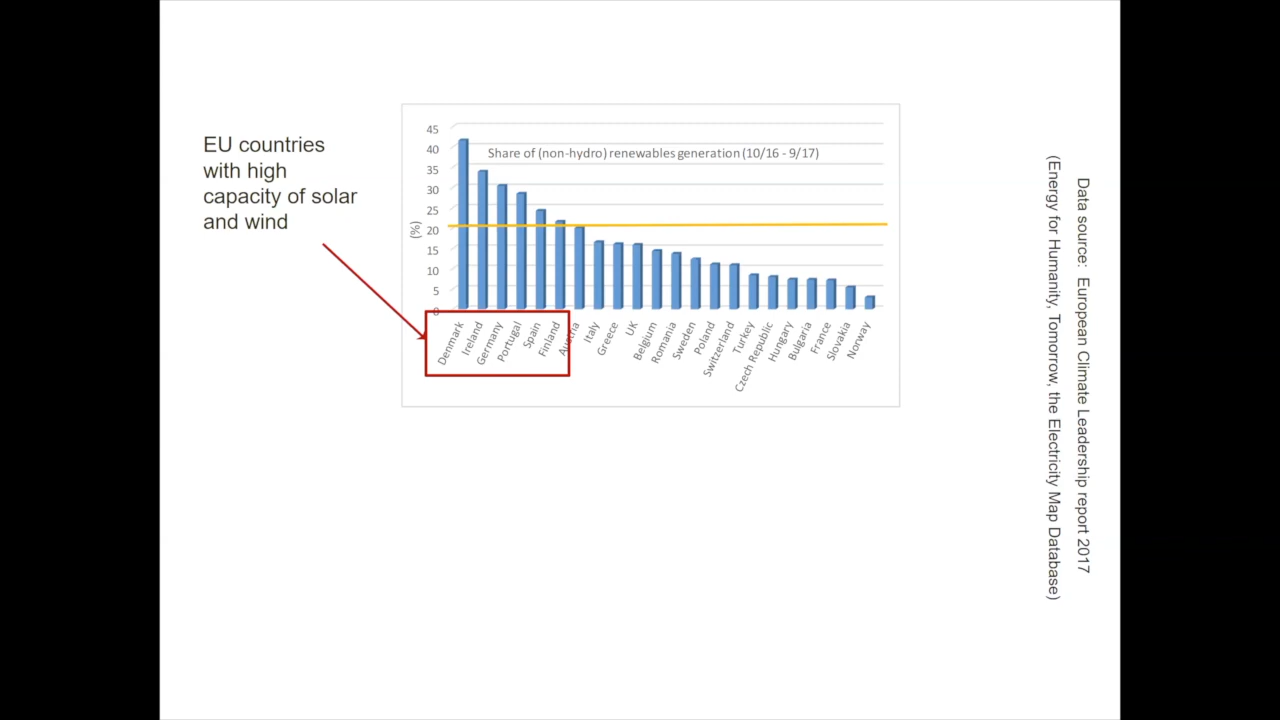 EU countries
with high
capacity of solar
and wind
Share of (non-hydro) renewables generation (10/16 - 9/17)
(%)
45
40
35
30
25
20
15
10
5
0
Denmark
Ireland
Germany
Portugal
Spain
Finland
Austria
Italy
Greece
UK
Belgium
Romania
Sweden
Poland
Switzerland
Turkey
Czech Republic
Hungary
Bulgaria
France
Slovakia
Norway
Data source: European Climate Leadership report 2017
(Energy for Humanity, Tomorrow, the Electricity Map Database)